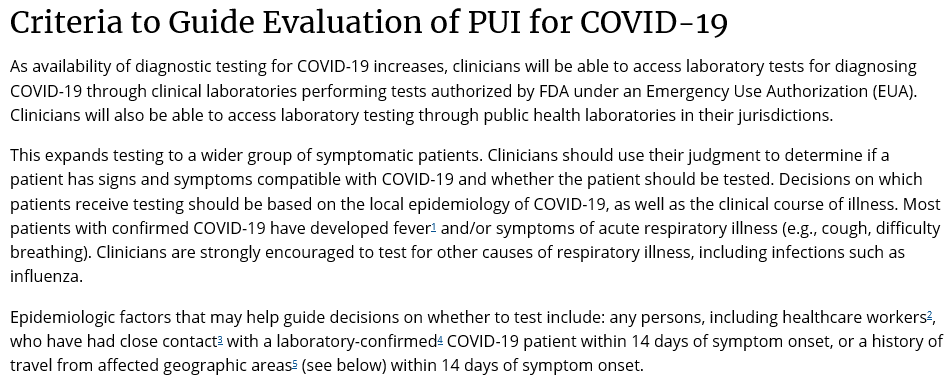 Criteria to Guide Evaluation of PUI for COVID-19
As availability of diagnostic testing for COVID-19 increases, clinicians will be able to access laboratory tests for diagnosing
COVID-19 through clinical laboratories performing tests authorized by FDA under an Emergency Use Authorization (EUA).
Clinicians will also be able to access laboratory testing through public health laboratories in their jurisdictions.
This expands testing to a wider group of symptomatic patients. Clinicians should use their judgment to determine if a
patient has signs and symptoms compatible with COVID-19 and whether the patient should be tested. Decisions on which
patients receive testing should be based on the local epidemiology of COVID-19, as well as the clinical course of illness. Most
patients with confirmed COVID-19 have developed fever1 and/or symptoms of acute respiratory illness (e.g., cough, difficulty
breathing). Clinicians are strongly encouraged to test for other causes of respiratory illness, including infections such as
influenza.
Epidemiologic factors that may help guide decisions on whether to test include: any persons, including healthcare workers2,
who have had close contact3 with a laboratory-confirmed4 COVID-19 patient within 14 days of symptom onset, or a history of
travel from affected geographic areas5 (see below) within 14 days of symptom onset.